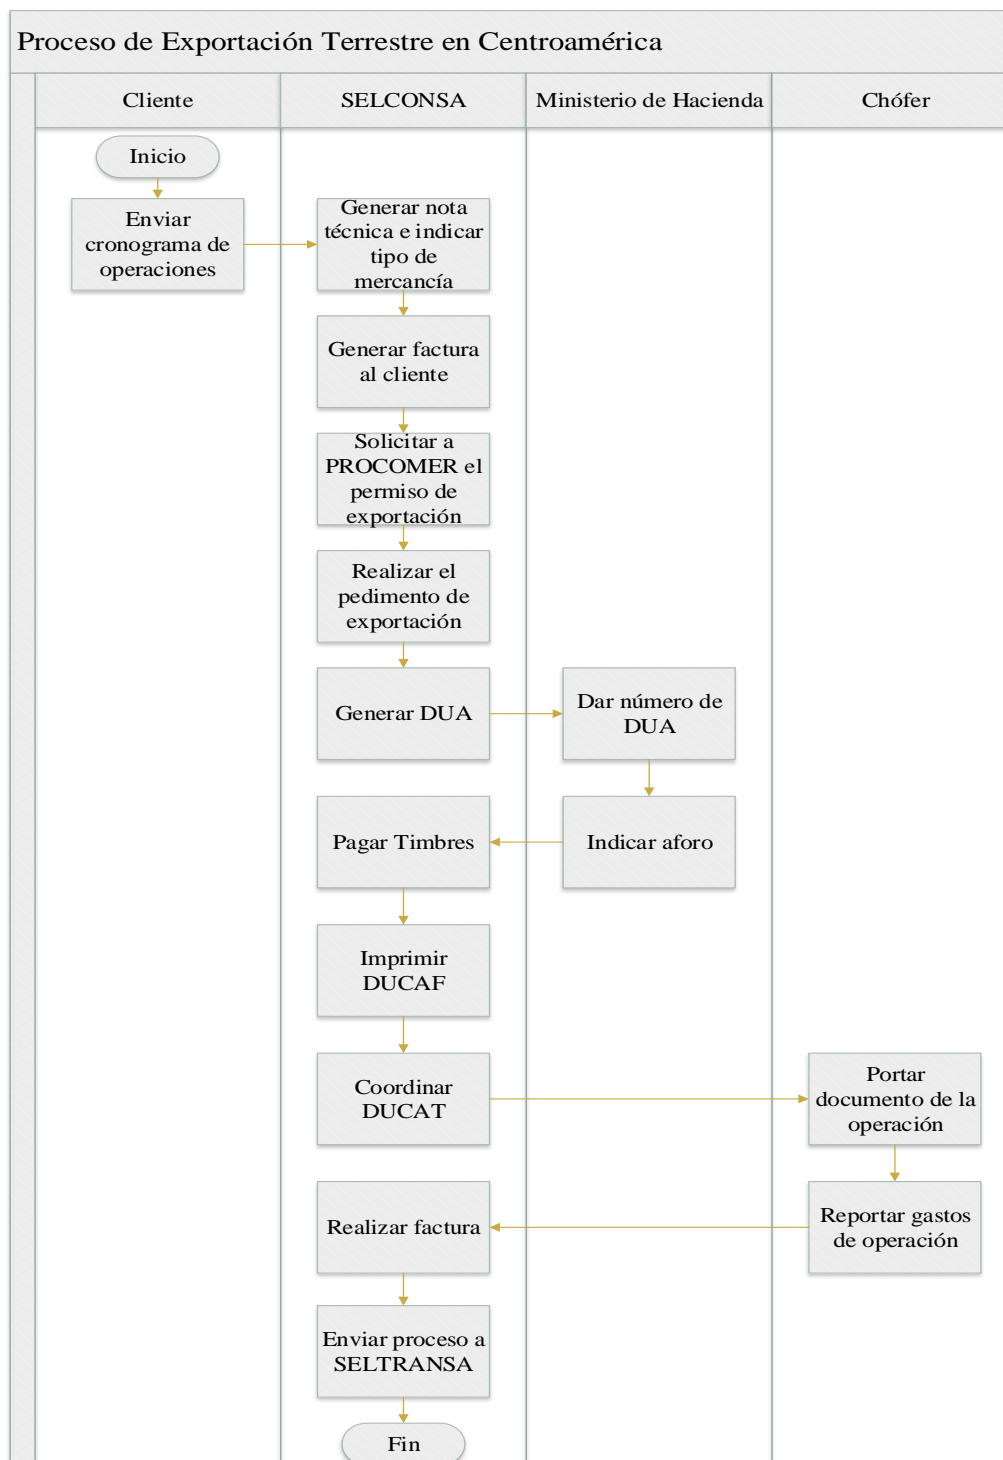 Proceso de Exportación Terrestre en Centroamérica
Cliente
SELCONSA
Ministerio de Hacienda
Chófer
Inicio
Enviar
cronograma de
operaciones
Generar nota
técnica e indicar
tipo de
mercancía
Generar factura
al cliente
Solicitar a
PROCOMER el
permiso de
exportación
Realizar el
pedimento de
exportación
Generar DUA
Dar número de
DUA
Indicar aforo
Pagar Timbres
Imprimir
DUCAF
Coordinar
DUCAT
Portar
documento de la
operación
Reportar gastos
de operación
Realizar factura
Enviar proceso a
SELTRANSA
Fin